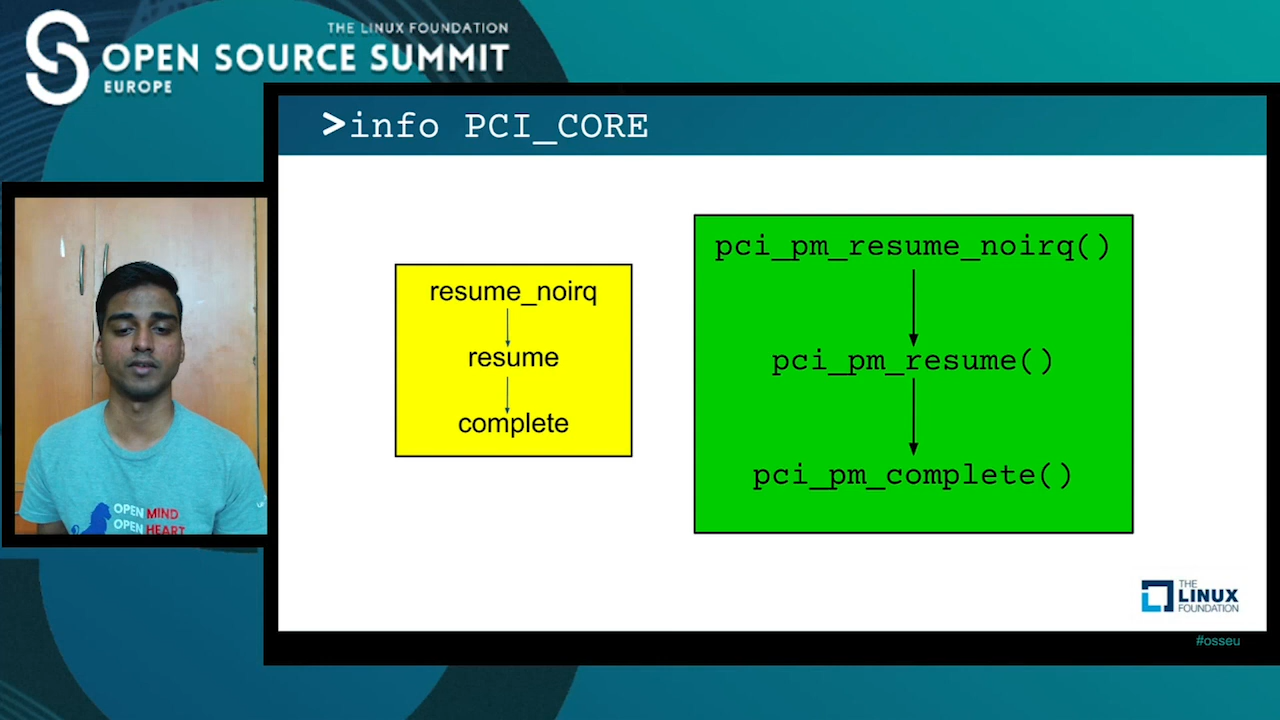 THE LINUX FOUNDATION
OPEN SOURCE SUMMIT
EUROPE
>info PCI_CORE
resume_noirq
resume
complete
pci_pm_resume_noirq()
pci_pm_resume()
pci_pm_complete()
OPEN MIND
OPEN HEART
THE
LINUX
FOUNDATION
#osseu